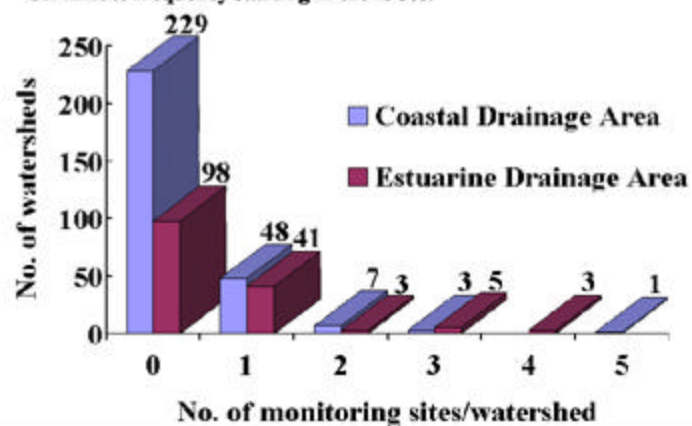 229
250
Coastal Drainage Area
200
Estuarine Drainage Area
150
98
100
48 41
50
7 3 3 5 3 1
0
0 1 2 3 4 5
No. of watersheds
No. of monitoring sites/watershed